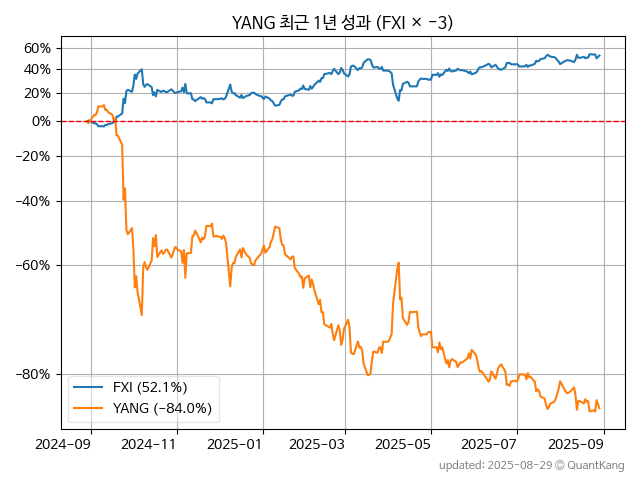 YANG 최근 1년 성과 (FXI × −3)
60%
40%
20%
0%
−20%
−40%
−60%
−80%
FXI (52.1%)
YANG (−84.0%)
2024-09 2024-11 2025-01 2025-03 2025-05 2025-07 2025-09
updated: 2025-08-29 © QuantKang